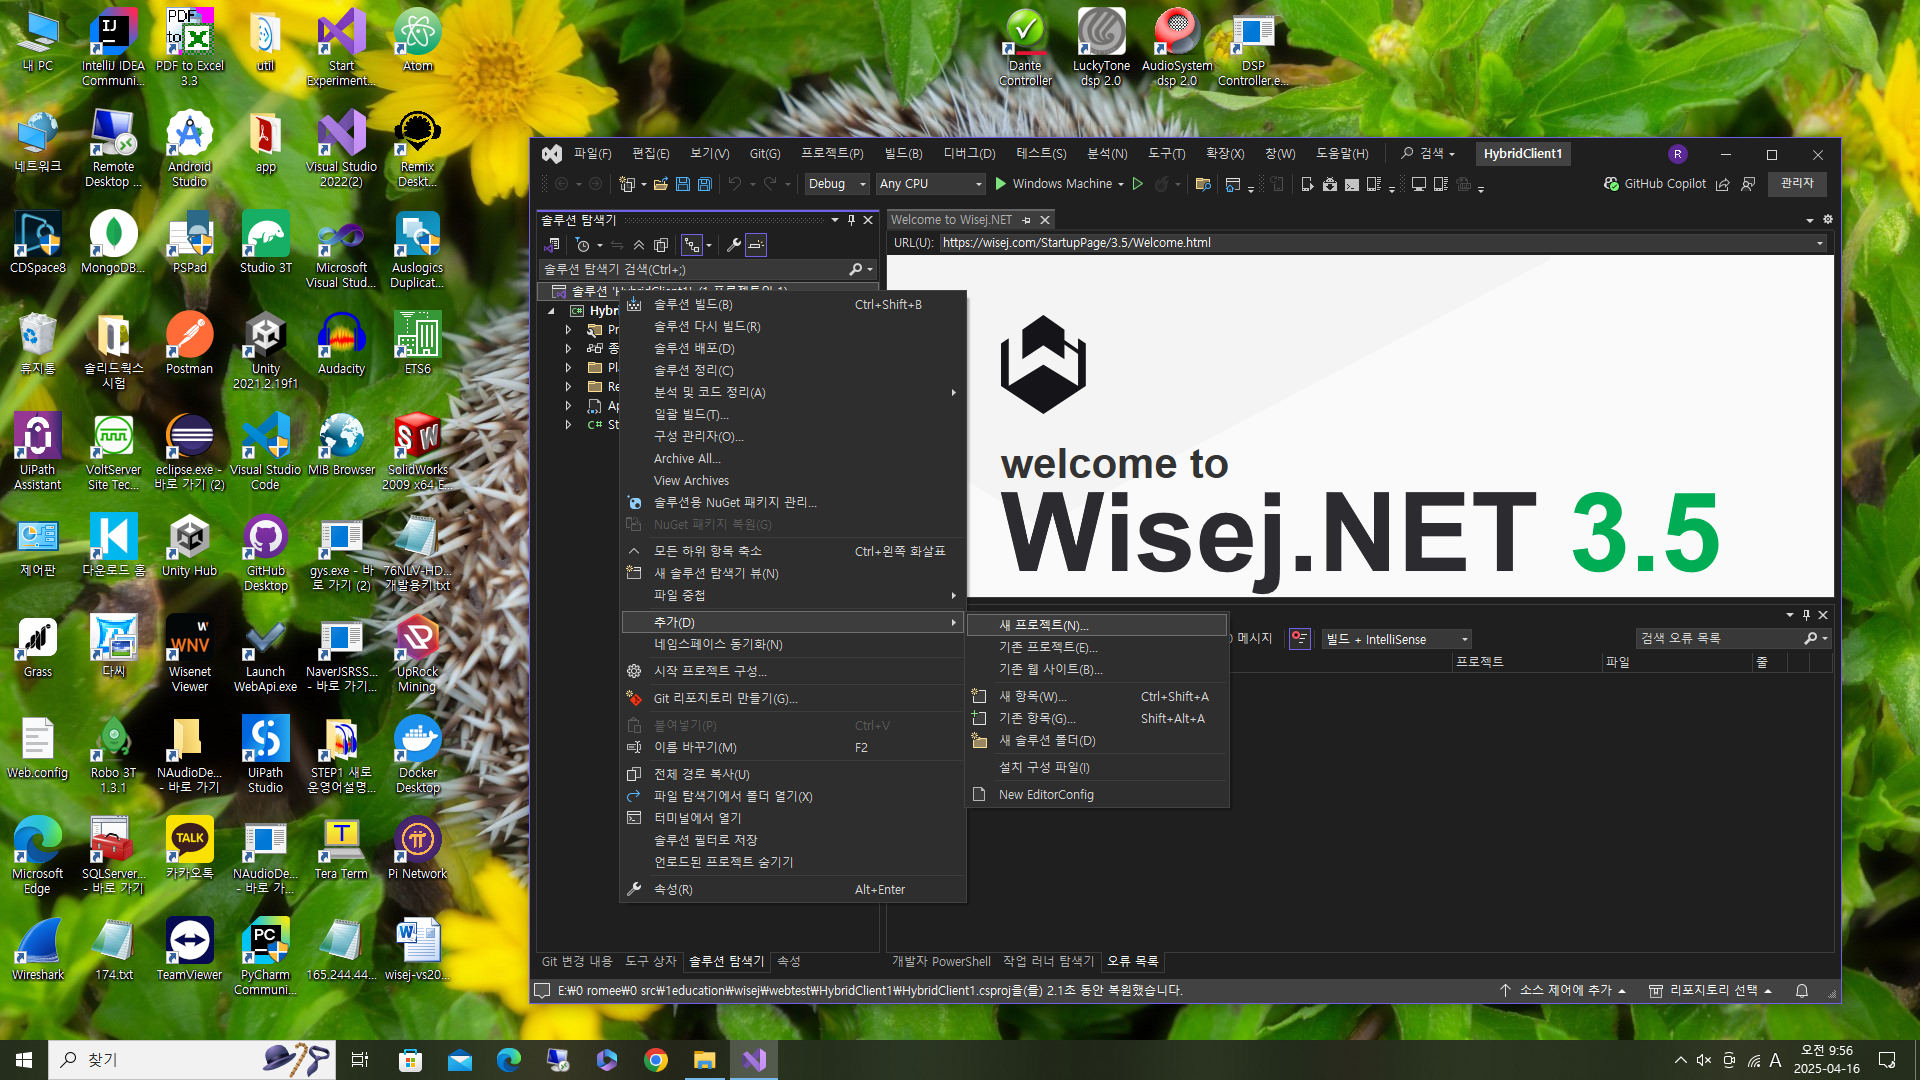 내 PC
IntelliJ IDEA
Communi...
PDF to Excel
3.3
util
Start
Experiment...
Atom
Dante
Controller
LuckyTone
dsp 2.0
AudioSystem
dsp 2.0
DSP
Controller.e...
네트워크
Remote
Desktop ...
Android
Studio
app
Visual Studio
2022(2)
Remix
Deskt...
CDSpace8
MongoDB...
PSPad
Studio 3T
Microsoft
Visual Stud...
Auslogics
Duplicat...
휴지통
솔리드웍스
시험
Postman
Unity
2021.2.19f1
Audacity
ETS6
UiPath
Assistant
VoltServer
Site Tec...
eclipse.exe -
바로 가기 (2)
Visual Studio
Code
MIB Browser
SolidWorks
2009 x64 E...
제어판
다운로드 홈
Unity Hub
GitHub
Desktop
gys.exe - 바
로 가기 (2)
76NLV-HD...
개발용키.txt
Grass
다씨
Wisenet
Viewer
Launch
WebApi.exe
NaverJSRSS...
- 바로 가기...
UpRock
Mining
Web.config
Robo 3T
1.3.1
NAudioDe...
- 바로 가기
UiPath
Studio
STEP1 새로
운영어설명...
Docker
Desktop
Microsoft
Edge
SQLServer...
- 바로 가기
카카오톡
NAudioDe...
- 바로 가...
Tera Term
Pi Network
Wireshark
174.txt
TeamViewer
PyCharm
Communi...
165.244.44...
wisej-vs20...
파일(F) 편집(E) 보기(V) Git(G) 프로젝트(P) 빌드(B) 디버그(D) 테스트(S) 분석(N) 도구(T) 확장(X) 창(W) 도움말(H) 검색 HybridClient1 R
Debug Any CPU Windows Machine GitHub Copilot 관리자
솔루션 탐색기
Welcome to Wisej.NET
URL(U): https://wisej.com/StartupPage/3.5/Welcome.html
솔루션 탐색기 검색(Ctrl+;)
솔루션 'HybridClient1' (1 프로젝트의 1)
Hybri
Pr
종
Pl
Re
Ap
C# St
솔루션 빌드(B) Ctrl+Shift+B
솔루션 다시 빌드(R)
솔루션 배포(D)
솔루션 정리(C)
분석 및 코드 정리(A)
일괄 빌드(T)...
구성 관리자(O)...
Archive All...
View Archives
솔루션용 NuGet 패키지 관리...
NuGet 패키지 복원(G)
모든 하위 항목 축소 Ctrl+왼쪽 화살표
새 솔루션 탐색기 뷰(N)
파일 중첩
추가(D)
네임스페이스 동기화(N)
시작 프로젝트 구성...
Git 리포지토리 만들기(G)...
붙여넣기(P) Ctrl+V
이름 바꾸기(M) F2
전체 경로 복사(U)
파일 탐색기에서 폴더 열기(X)
터미널에서 열기
솔루션 필터로 저장
언로드된 프로젝트 숨기기
속성(R) Alt+Enter
새 프로젝트(N)...
기존 프로젝트(E)...
기존 웹 사이트(B)...
새 항목(W)... Ctrl+Shift+A
기존 항목(G)... Shift+Alt+A
새 솔루션 폴더(D)
설치 구성 파일(I)
New EditorConfig
welcome to
Wisej.NET 3.5
메시지 빌드 + IntelliSense 검색 오류 목록
프로젝트 파일 줄
Git 변경 내용 도구 상자 솔루션 탐색기 속성
개발자 PowerShell 작업 러너 탐색기 오류 목록
E:₩0 romee₩0 src₩1education₩wisej₩webtest₩HybridClient1₩HybridClient1.csproj을(를) 2.1초 동안 복원했습니다.
소스 제어에 추가 리포지토리 선택
찾기
A
오전 9:56
2025-04-16